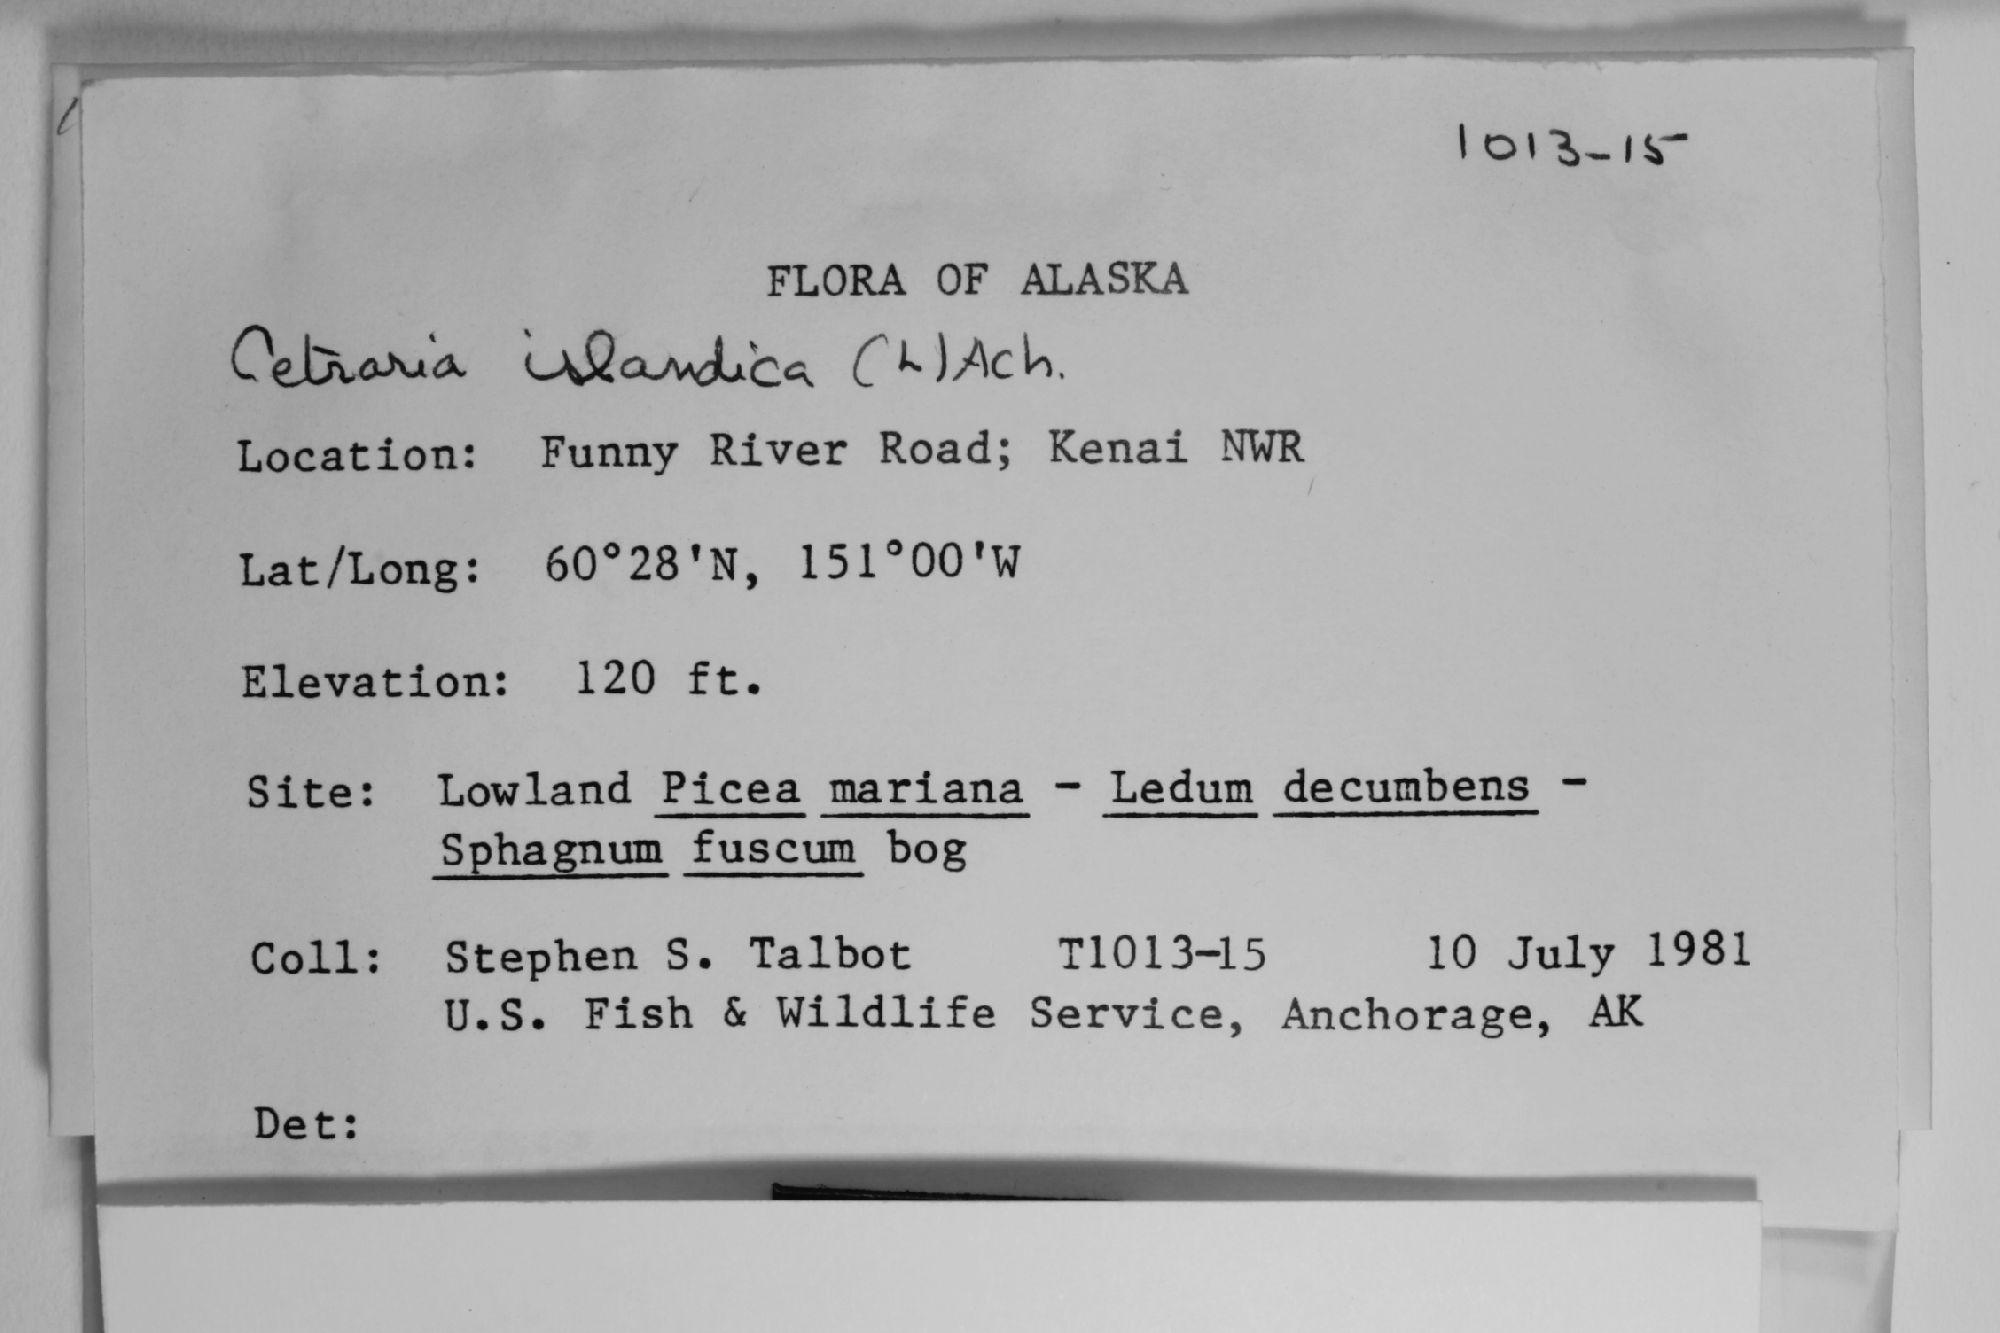 1013-15
FLORA OF ALASKA
Cetraria islandica (L) Ach.
Location: Funny River Road; Kenai NWR
Lat/Long: 60°28'N, 151°00'W
Elevation: 120 ft.
Site: Lowland Picea mariana - Ledum decumbens -
Sphagnum fuscum bog
Coll: Stephen S. Talbot T1013-15 10 July 1981
U.S. Fish & Wildlife Service, Anchorage, AK
Det: